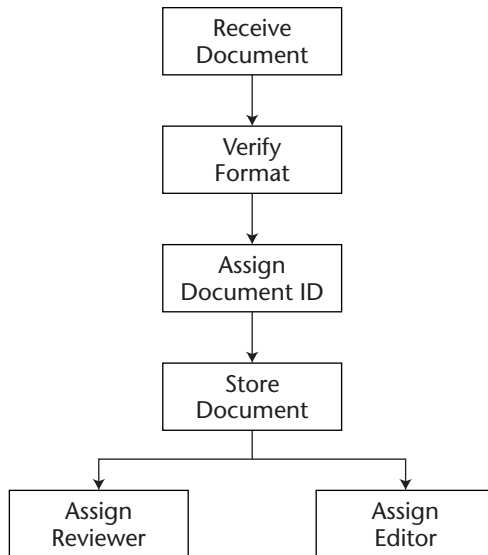 Receive
Document
Verify
Format
Assign
Document ID
Store
Document
Assign
Reviewer
Assign
Editor